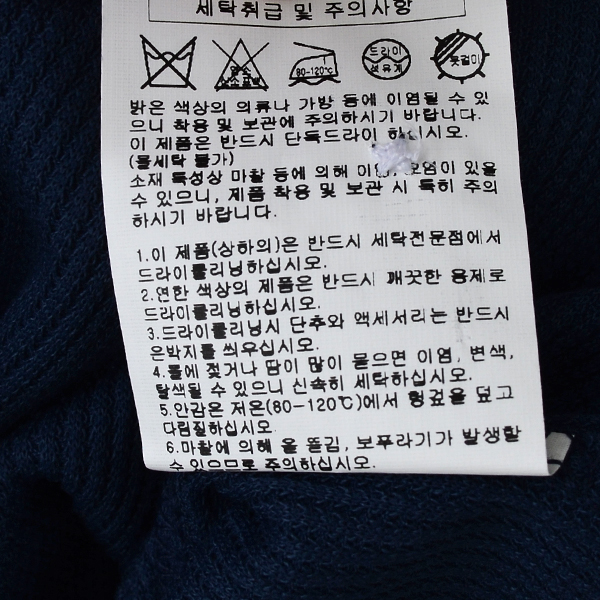 세탁취급 및 주의사항
80-120℃
드라이
석유계
옷걸이
밝은 색상의 의류나 가방 등에 이염될 수 있
으니 착용 및 보관에 주의하시기 바랍니다.
이 제품은 반드시 단독드라이 하십시오.
(물세탁 불가)
소재 특성상 마찰 등에 의해 이염, 오염이 있을
수 있으니, 제품 착용 및 보관 시 특히 주의
하시기 바랍니다.
1.이 제품(상하의)은 반드시 세탁전문점에서
드라이클리닝하십시오.
2.연한 색상의 제품은 반드시 깨끗한 용제로
드라이클리닝하십시오.
3.드라이클리닝시 단추와 악세서리는 반드시
은박지를 씌우십시오.
4.물에 젖거나 땀이 많이 묻으면 이염, 변색,
탈색될 수 있으니 신속히 세탁하십시오.
5.안감은 저온(80-120℃)에서 헝겊을 덮고
다림질하십시오.
6.마찰에 의해 올 뜯김, 보푸라기가 발생할
수 있으므로 주의하십시오.